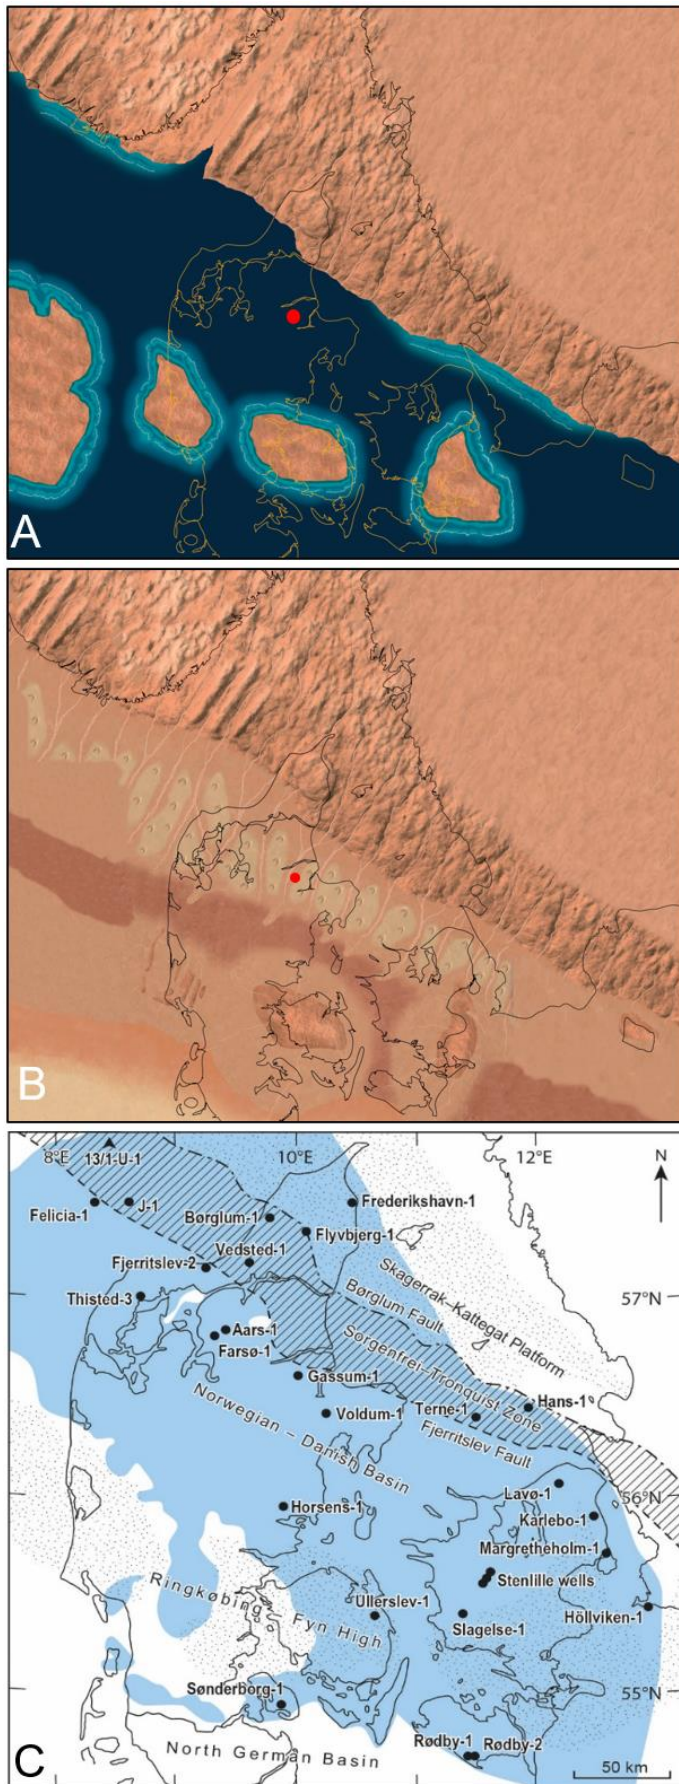 A
B
8°E
13/1-U-1
10°E
12°E
N
Felicia-1
J-1
Børglum-1
Frederikshavn-1
Flyvbjerg-1
Fjerritslev-2
Vedsted-1
Børglum Fault
Skagerrak-Kattegat Platform
57°N
Thisted-3
Aars-1
Farsø-1
Sorgenfrei-Tronquist Zone
Gassum-1
Hans-1
Terne-1
Voldum-1
Fjerritslev Fault
Norwegian – Danish Basin
Lavø-1
56°N
Horsens-1
Karlebo-1
Margretheholm-1
Stenlille wells
Ringkøbing
Fyn High
Ullerslev-1
Slagelse-1
Höllviken-1
Sønderborg-1
55°N
Rødby-1
Rødby-2
North German Basin
50 km
C